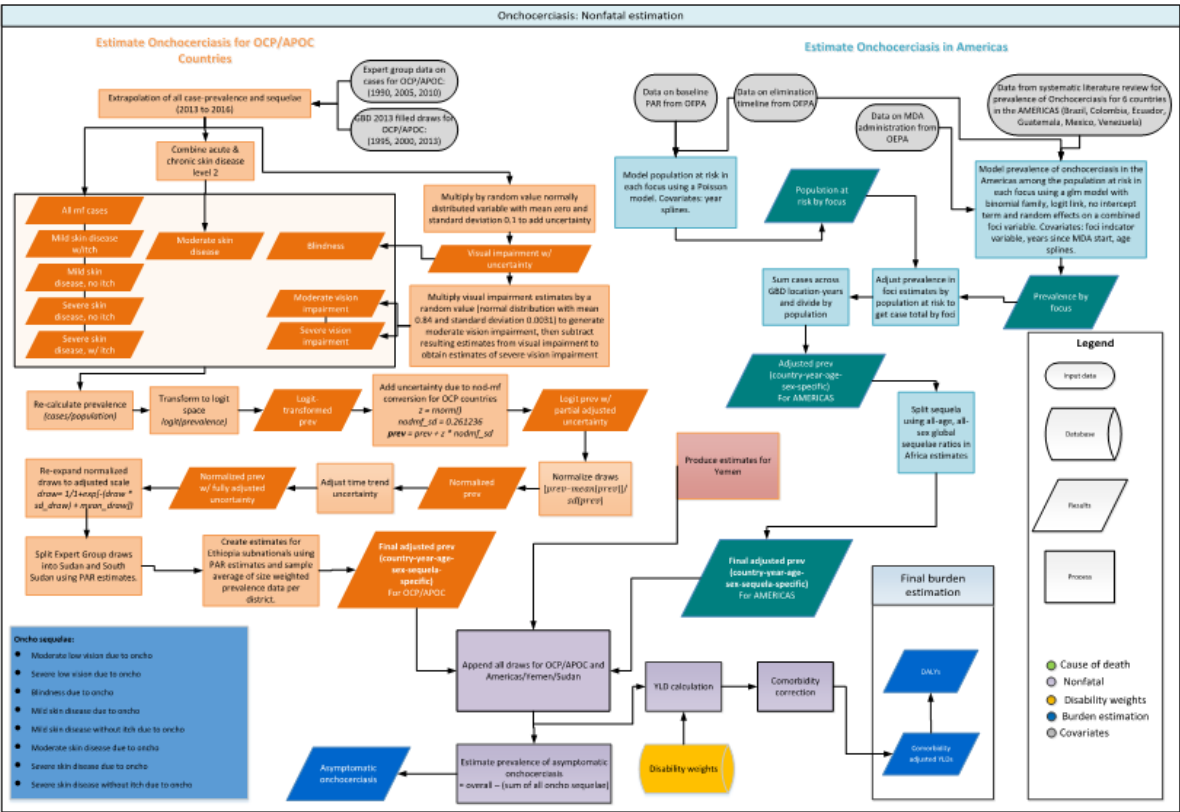 Onchocerciasis: Nonfatal estimation
Estimate Onchocerciasis for OCP/APOC
Countries
Expert group data on
cases for OCP/APOC:
(1990, 2005, 2010)
Extrapolation of all case-prevalence and sequelae
(2013 to 2016)
GBD 2013 filled draws for
OCP/APOC:
(1995, 2000, 2013)
Combine acute &
chronic skin disease
level 2
Multiply by random value normally
distributed variable with mean zero and
standard deviation 0.1 to add uncertainty
All mf cases
Mild skin disease
w/itch
Mild skin
disease, no itch
Severe skin
disease, no itch
Severe skin
disease, w/ itch
Moderate skin
disease
Blindness
Visual impairment w/
uncertainty
Moderate vision
impairment
Severe vision
impairment
Multiply visual impairment estimates by a
random value (normal distribution with mean
0.84 and standard deviation 0.0031) to generate
moderate vision impairment, then subtract
resulting estimates from visual impairment to
obtain estimates of severe vision impairment
Re-calculate prevalence
(cases/population)
Transform to logit
space
logit(prevalence)
Logit-
transformed
prev
Add uncertainty due to nod-mf
conversion for OCP countries
z = rnorm()
nodmf_sd = 0.261236
prev = prev + z * nodmf_sd
Logit prev w/
partial adjusted
uncertainty
Normalize draws
[prev-mean(prev)]/
sd(prev)
Normalized
prev
Adjust time trend
uncertainty
Normalized prev
w/ fully adjusted
uncertainty
Re-expand normalized
draws to adjusted scale
draw= 1/1+exp[-(draw *
sd_draw) + mean_draw)]
Split Expert Group draws
into Sudan and South
Sudan using PAR estimates.
Create estimates for
Ethiopia subnationals using
PAR estimates and sample
average of size weighted
prevalence data per
district.
Final adjusted prev
(country-year-age-
sex-sequela-
specific)
For OCP/APOC
Estimate Onchocerciasis in Americas
Data on baseline
PAR from OEPA
Data on elimination
timeline from OEPA
Data on MDA
administration from
OEPA
Data from systematic literature review for
prevalence of Onchocerciasis for 6 countries
in the AMERICAS (Brazil, Colombia, Ecuador,
Guatemala, Mexico, Venezuela)
Model population at risk in
each focus using a Poisson
model. Covariates: year
splines.
Population at
risk by focus
Model prevalence of onchocerciasis in the
Americas among the population at risk in
each focus using a glm model with
binomial family, logit link, no intercept
term and random effects on a combined
foci variable. Covariates: foci indcator
variable, years since MDA start, age
splines.
Sum cases across
GBD location-years
and divide by
population
Adjust prevalence in
foci estimates by
population at risk to
get case total by foci
Prevalence by
focus
Adjusted prev
(country-year-age-
sex-specific)
For AMERICAS
Split sequela
using all-age, all-
sex global
sequelae ratios in
Africa estimates
Produce estimates for
Yemen
Final adjusted prev
(country-year-age-
sex-sequela-specific)
For AMERICAS
Legend
Input data
Database
Results
Process
Cause of death
Nonfatal
Disability weights
Burden estimation
Covariates
Final burden
estimation
DALYs
Comorbidity
adjusted YLDs
Append all draws for OCP/APOC and
Americas/Yemen/Sudan
YLD calculation
Comorbidity
correction
Disability weights
Estimate prevalence of asymptomatic
onchocerciasis
= overall – (sum of all oncho sequelae)
Asymptomatic
onchocerciasis
Oncho sequelae:
• Moderate low vision due to oncho
• Severe low vision due to oncho
• Blindness due to oncho
• Mild skin disease due to oncho
• Mild skin disease without itch due to oncho
• Moderate skin disease due to oncho
• Severe skin disease due to oncho
• Severe skin disease without itch due to oncho